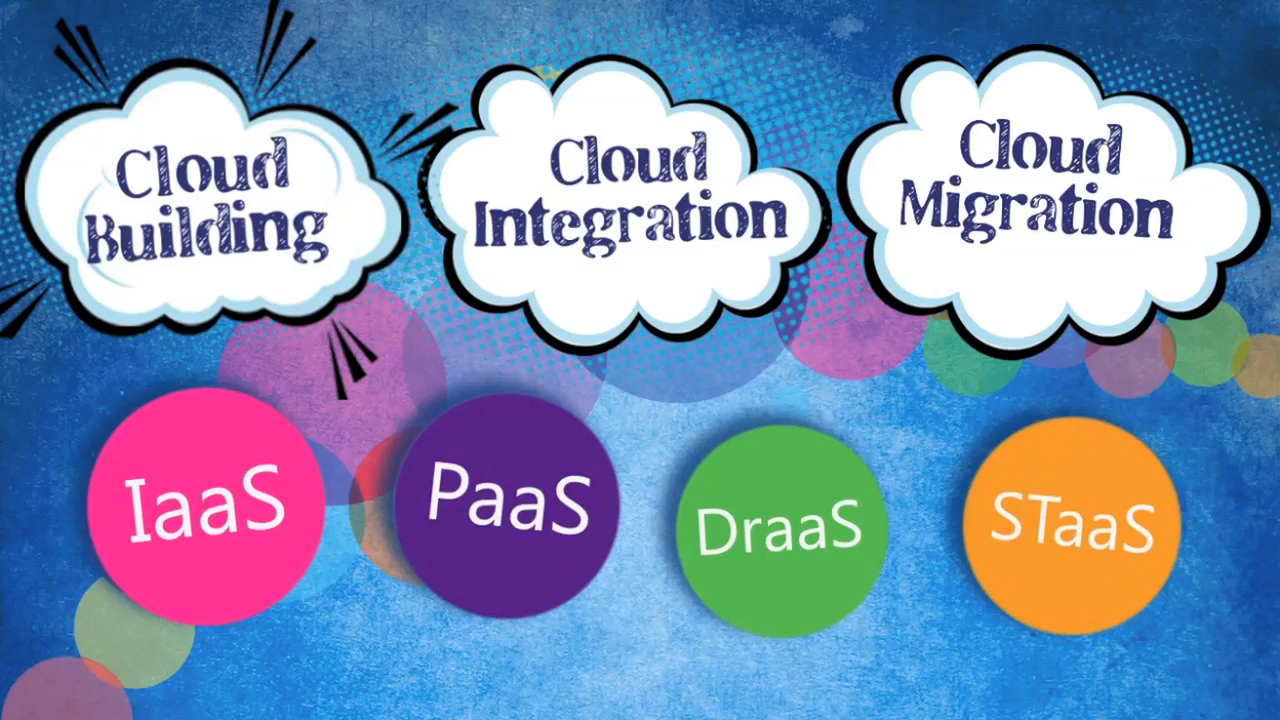 Cloud
Building
Cloud
Integration
Cloud
Migration
IaaS
PaaS
DraaS
STaaS